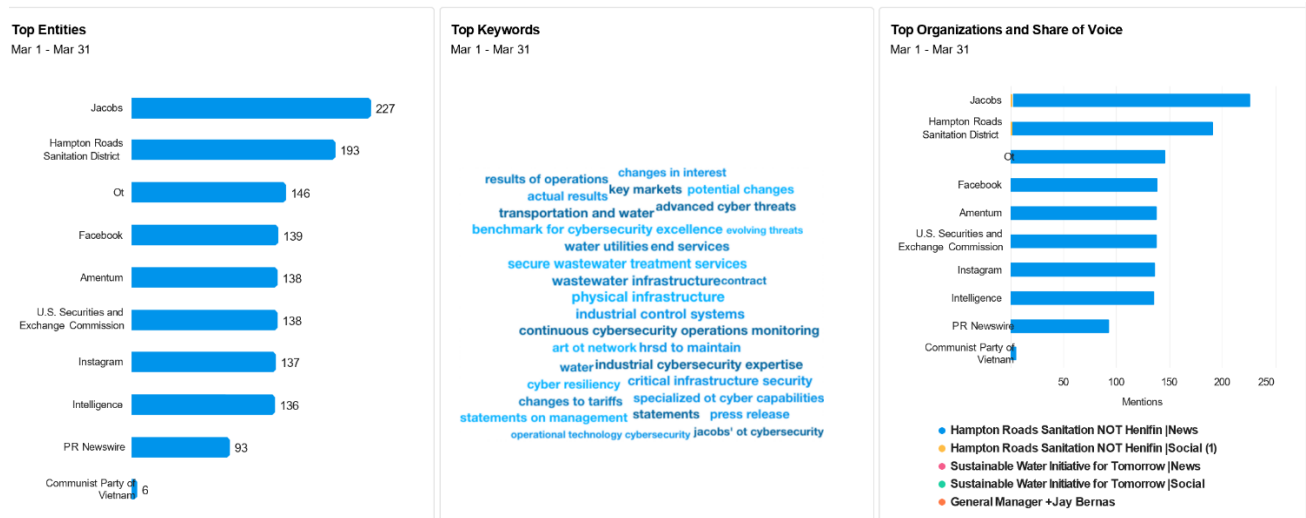 Top Entities
Mar 1 - Mar 31
Jacobs
227
Hampton Roads
Sanitation District
193
Ot
146
Facebook
139
Amentum
138
U.S. Securities and
Exchange Commission
138
Instagram
137
Intelligence
136
PR Newswire
93
Communist Party of
Vietnam
6
Top Keywords
Mar 1 - Mar 31
changes in interest
results of operations
key markets
potential changes
actual results
advanced cyber threats
transportation and water
benchmark for cybersecurity excellence
evolving threats
water utilities
end services
secure wastewater treatment services
wastewater infrastructure
contract
physical infrastructure
industrial control systems
continuous cybersecurity operations monitoring
art ot network
hrsd to maintain
water
industrial cybersecurity expertise
cyber resiliency
critical infrastructure security
changes to tariffs
specialized ot cyber capabilities
statements on management
statements
press release
operational technology cybersecurity
jacobs' ot cybersecurity
Top Organizations and Share of Voice
Mar 1 - Mar 31
Jacobs
Hampton Roads
Sanitation District
Ot
Facebook
Amentum
U.S. Securities and
Exchange Commission
Instagram
Intelligence
PR Newswire
Communist Party of
Vietnam
50 100 150 200 250
Mentions
Hampton Roads Sanitation NOT Henifin |News
Hampton Roads Sanitation NOT Henifin |Social (1)
Sustainable Water Initiative for Tomorrow |News
Sustainable Water Initiative for Tomorrow |Social
General Manager +Jay Bernas